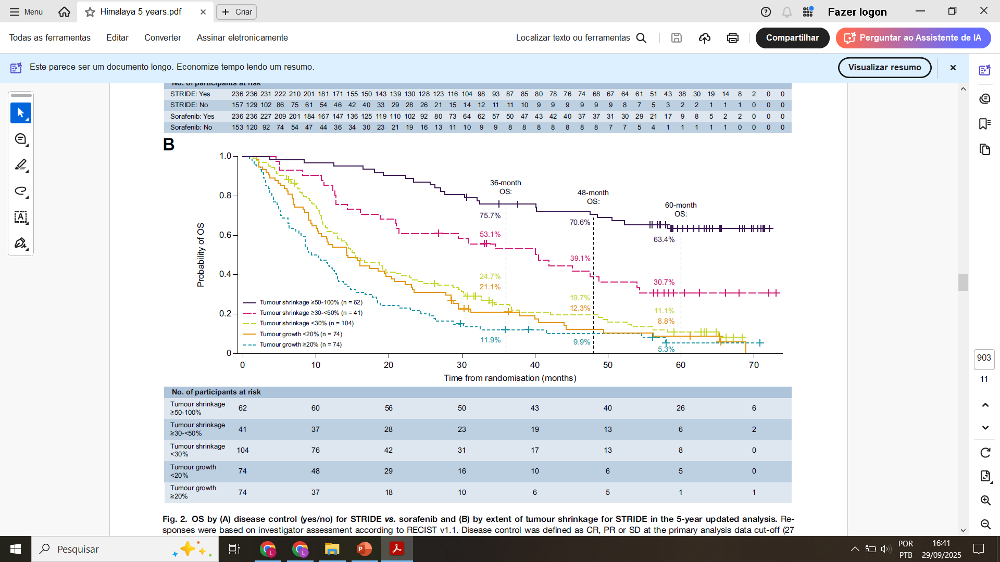 Menu
Himalaya 5 years.pdf
Criar
Fazer logon
Todas as ferramentas
Editar
Converter
Assinar eletronicamente
Localizar texto ou ferramentas
Compartilhar
Perguntar ao Assistente de IA
Este parece ser um documento longo. Economize tempo lendo um resumo.
Visualizar resumo
No. of participants at risk
STRIDE: Yes 236 236 231 222 210 201 181 171 155 150 143 139 130 128 123 116 104 98 93 87 85 80 78 76 74 68 67 64 61 51 43 38 30 19 14 8 2 0 0
STRIDE: No 157 129 102 86 75 61 54 46 42 40 33 29 28 26 21 15 14 12 11 11 10 9 9 9 9 9 9 8 7 5 3 2 2 1 1 1 0 0 0
Sorafenib: Yes 236 236 227 209 201 184 167 147 136 125 119 110 102 92 80 73 64 62 57 50 47 43 42 40 37 37 31 30 29 21 17 9 8 5 2 2 0 0 0
Sorafenib: No 153 120 92 74 54 47 44 36 34 30 23 21 19 16 13 11 10 9 9 8 8 8 8 8 8 8 7 7 5 4 1 1 1 1 1 0 0 0 0
B
Probability of OS
1.0
0.8
0.6
0.4
0.2
0
36-month
OS:
48-month
OS:
60-month
OS:
75.7%
70.6%
63.4%
53.1%
39.1%
30.7%
24.7%
21.1%
19.7%
12.3%
11.1%
8.8%
11.9%
9.9%
5.3%
Tumour shrinkage ≥50-100% (n = 62)
Tumour shrinkage ≥30-<50% (n = 41)
Tumour shrinkage <30% (n = 104)
Tumour growth <20% (n = 74)
Tumour growth ≥20% (n = 74)
0 10 20 30 40 50 60 70
Time from randomisation (months)
No. of participants at risk
Tumour shrinkage
≥50-100%
62 60 56 50 43 40 26 6
Tumour shrinkage
≥30-<50%
41 37 28 23 19 13 6 2
Tumour shrinkage
<30%
104 76 42 31 17 13 8 0
Tumour growth
<20%
74 48 29 16 10 6 5 0
Tumour growth
≥20%
74 37 18 10 6 5 1 1
Fig. 2. OS by (A) disease control (yes/no) for STRIDE vs. sorafenib and (B) by extent of tumour shrinkage for STRIDE in the 5-year updated analysis. Re-
sponses were based on investigator assessment according to RECIST v1.1. Disease control was defined as CR, PR or SD at the primary analysis data cut-off (27
903
11
Pesquisar
POR
PTB
16:41
29/09/2025